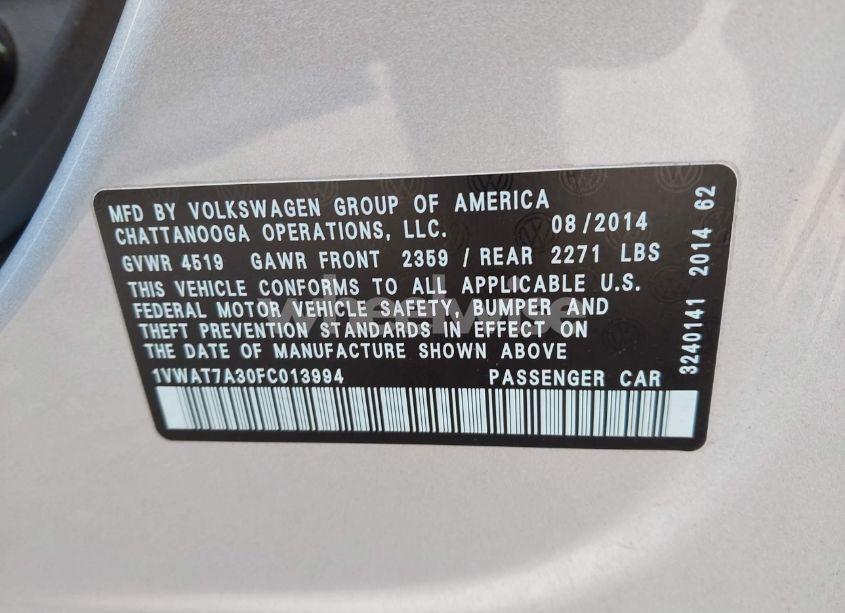 MFD BY VOLKSWAGEN GROUP OF AMERICA
CHATTANOOGA OPERATIONS, LLC. 08/2014
GVWR 4519 GAWR FRONT 2359 / REAR 2271 LBS
THIS VEHICLE CONFORMS TO ALL APPLICABLE U.S.
FEDERAL MOTOR VEHICLE SAFETY, BUMPER AND
THEFT PREVENTION STANDARDS IN EFFECT ON
THE DATE OF MANUFACTURE SHOWN ABOVE
1VWAT7A30FC013994 PASSENGER CAR
3240141 2014 62
wheelwise